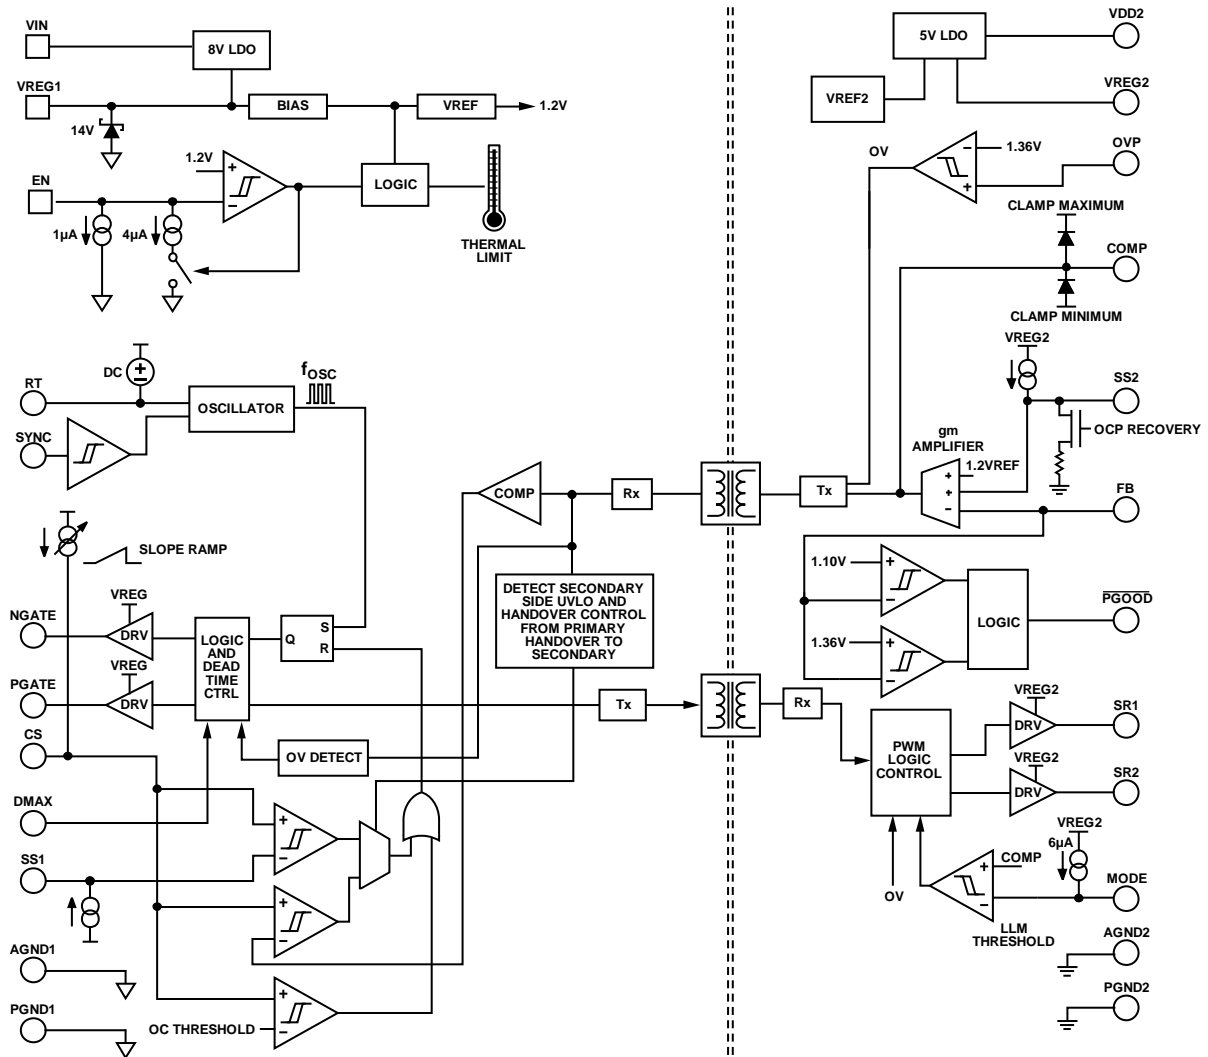 VIN
8V LDO
VREG1
BIAS
VREF
1.2V
14V
1.2V
+
−
EN
LOGIC
1µA
4µA
THERMAL
LIMIT
DC
+
−
RT
fOSC
OSCILLATOR
SYNC
SLOPE RAMP
VREG
NGATE
DRV
LOGIC
AND
DEAD
TIME
CTRL
Q
S
R
VREG
PGATE
DRV
CS
OV DETECT
DMAX
+
−
SS1
+
−
AGND1
+
−
OC THRESHOLD
PGND1
COMP
Rx
DETECT SECONDARY
SIDE UVLO AND
HANDOVER CONTROL
FROM PRIMARY
HANDOVER TO
SECONDARY
Tx
5V LDO
VDD2
VREF2
VREG2
OV
−
1.36V
+
OVP
CLAMP MAXIMUM
COMP
CLAMP MINIMUM
VREG2
SS2
OCP RECOVERY
gm
AMPLIFIER
1.2VREF
+
+
−
Tx
FB
1.10V
+
−
LOGIC
PGOOD
1.36V
+
−
Rx
VREG2
DRV
SR1
PWM
LOGIC
CONTROL
VREG2
DRV
SR2
VREG2
6µA
COMP
+
−
MODE
OV
LLM
THRESHOLD
AGND2
PGND2